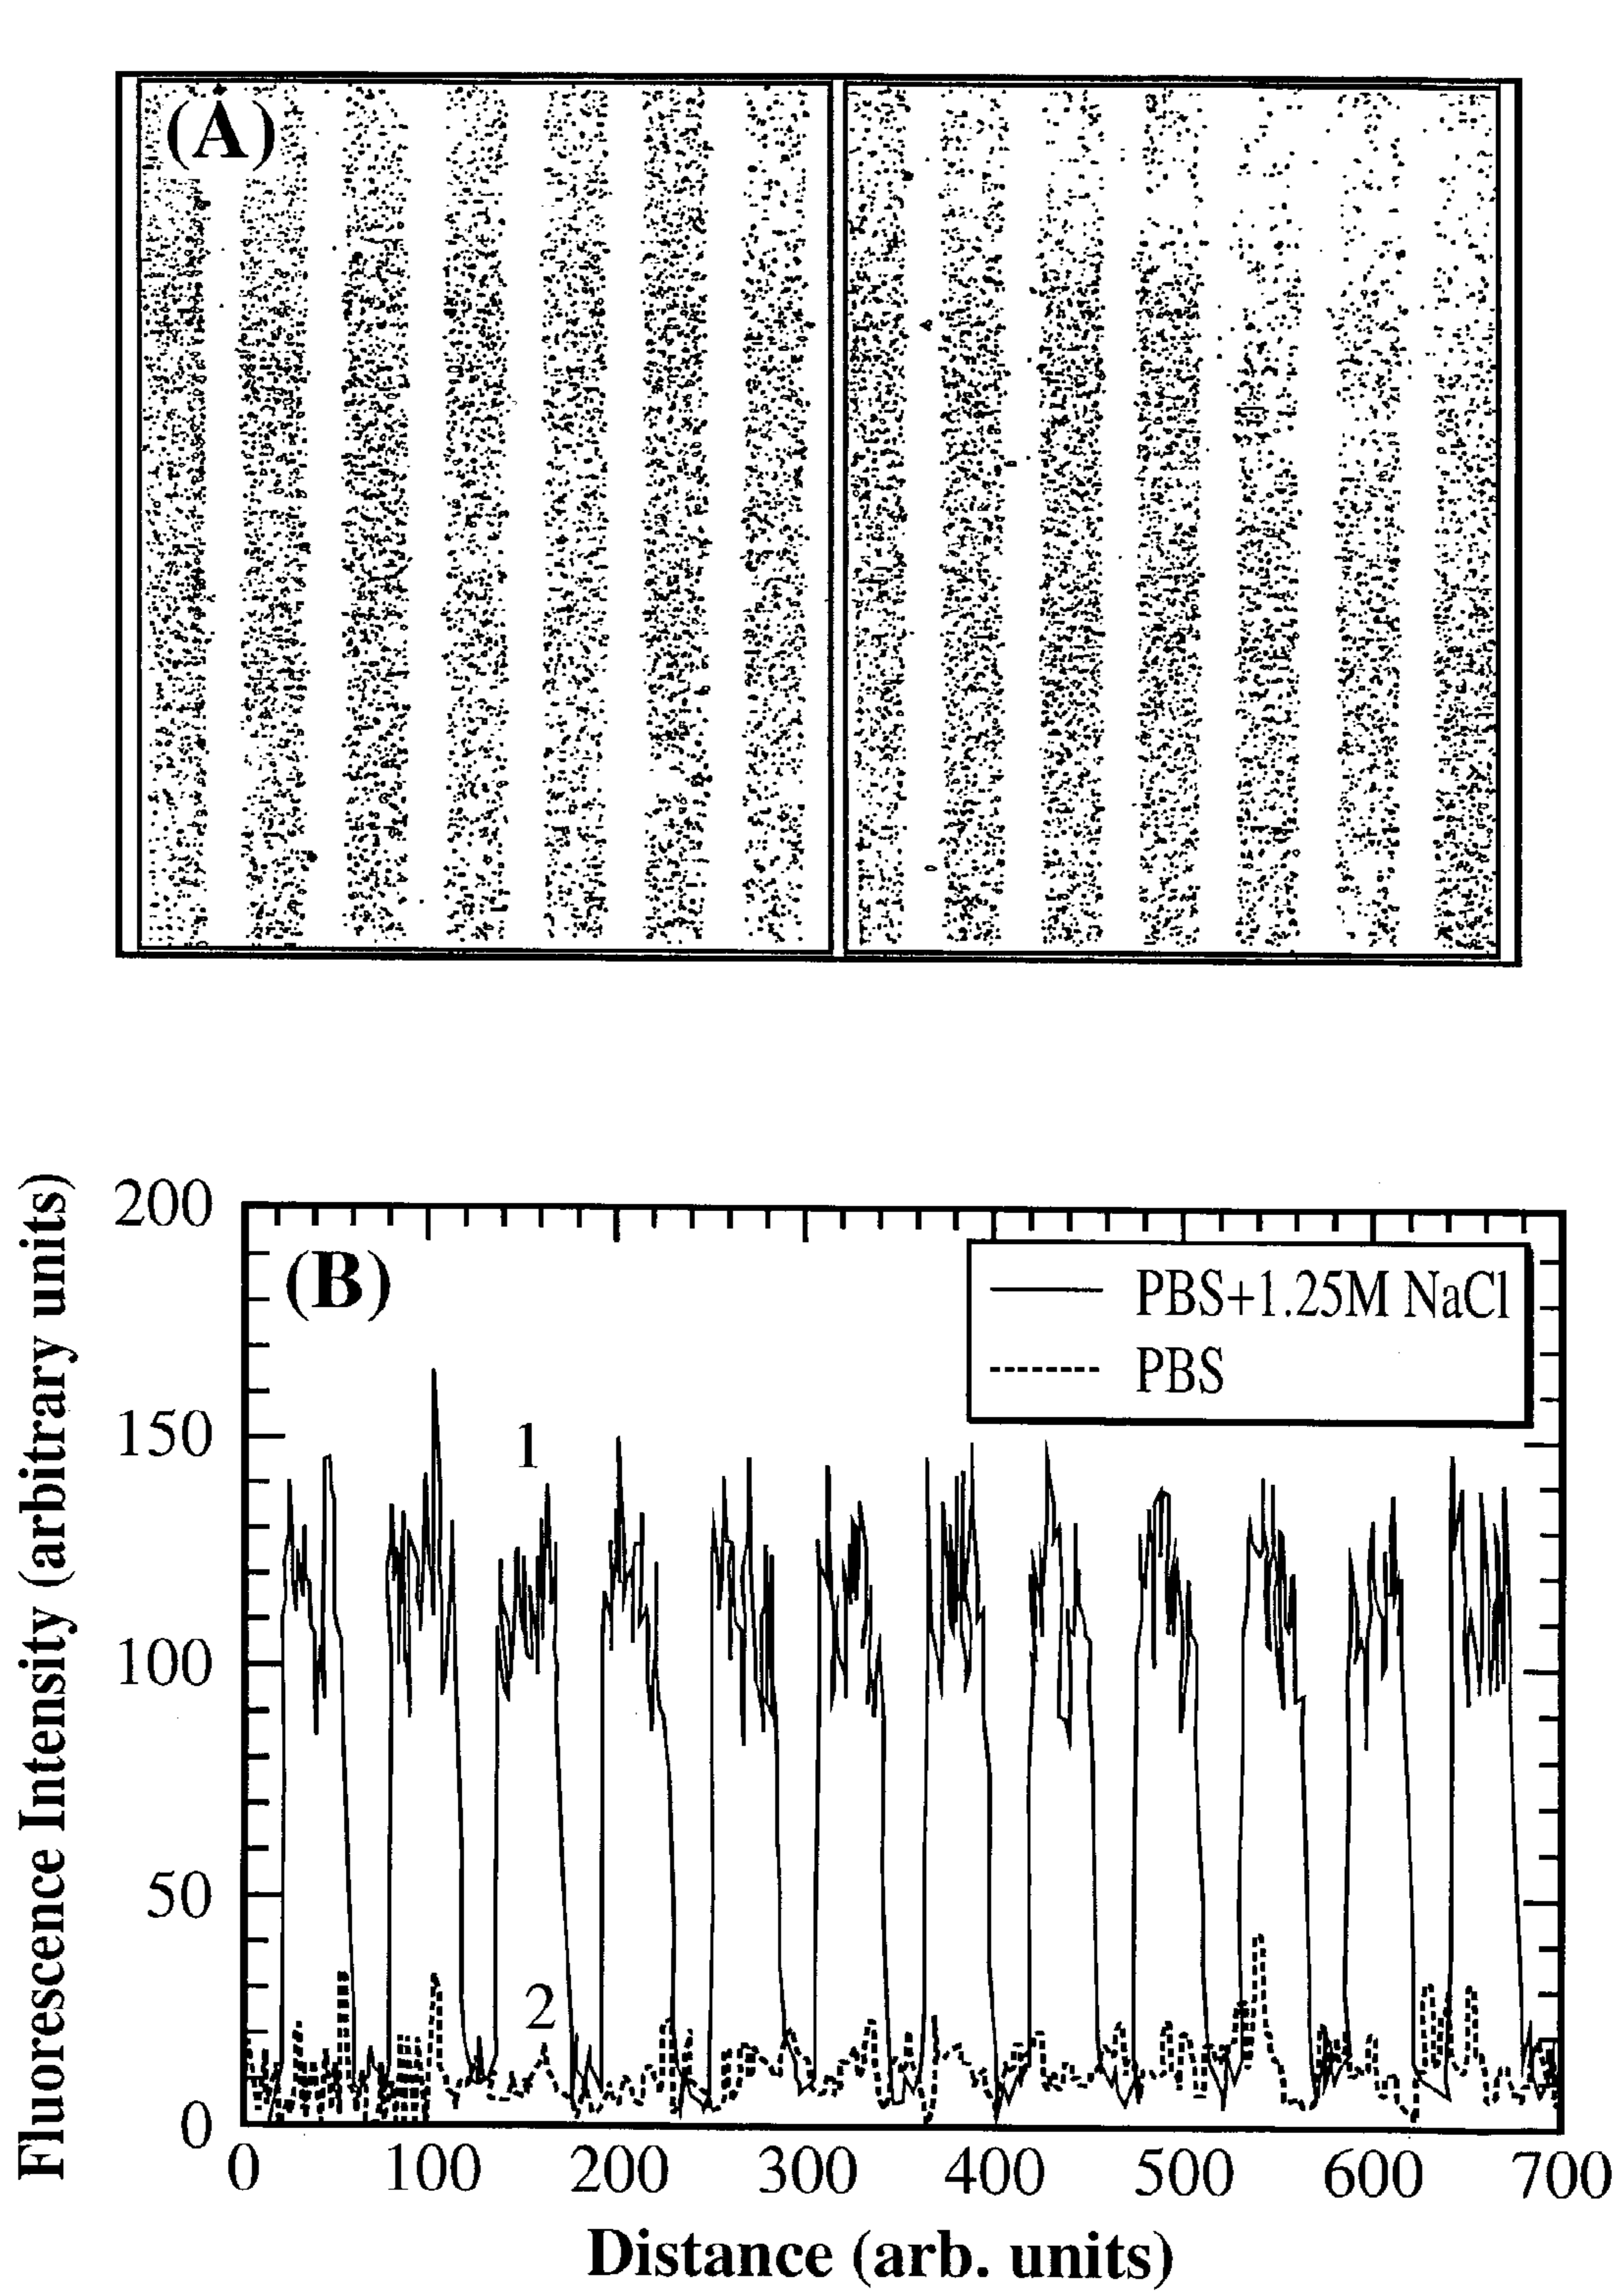 (A)
200
150
100
50
0
Fluorescence Intensity (arbitrary units)
(B)
PBS+1.25M NaCl
PBS
1
2
0 100 200 300 400 500 600 700
Distance (arb. units)